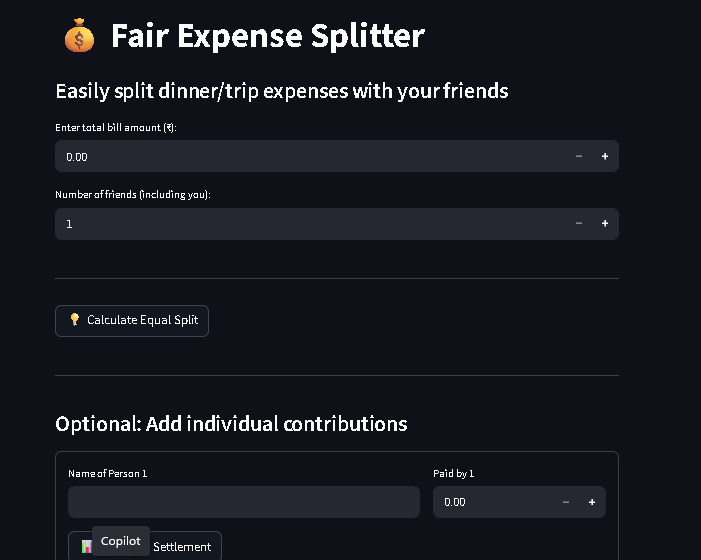 Fair Expense Splitter
Easily split dinner/trip expenses with your friends
Enter total bill amount (₹):
0.00
Number of friends (including you):
1
Calculate Equal Split
Optional: Add individual contributions
Name of Person 1
Paid by 1
0.00
Copilot
Settlement